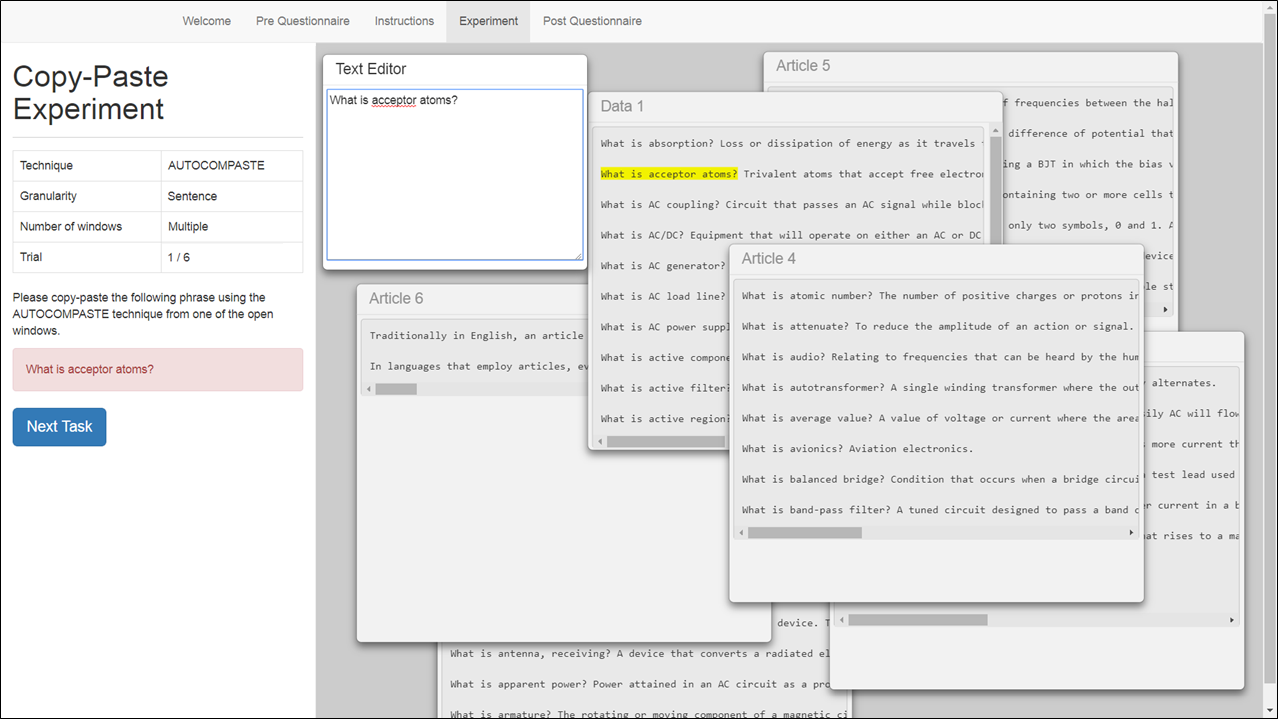 Welcome
Pre Questionnaire
Instructions
Experiment
Post Questionnaire
Copy-Paste
Experiment
Technique AUTOCOMPASTE
Granularity Sentence
Number of windows Multiple
Trial 1 / 6
Please copy-paste the following phrase using the
AUTOCOMPASTE technique from one of the open
windows.
What is acceptor atoms?
Next Task
Text Editor
What is acceptor atoms?
Article 5
f frequencies between the hal
difference of potential that
ing a BJT in which the bias
ontaining two or more cells t
only two symbols, 0 and 1.
Data 1
What is absorption? Loss or dissipation of energy as it travels
What is acceptor atoms? Trivalent atoms that accept free electron
What is AC coupling? Circuit that passes an AC signal while bloc
What is AC/DC? Equipment that will operate on either an AC or DC
What is AC generator?
What is AC load line?
What is AC power suppl
What is active compone
What is active filter?
What is active region?
Article 4
What is atomic number? The number of positive charges or protons in
What is attenuate? To reduce the amplitude of an action or signal.
What is audio? Relating to frequencies that can be heard by the hum
What is autotransformer? A single winding transformer where the out
What is average value? A value of voltage or current where the area
What is avionics? Aviation electronics.
What is balanced bridge? Condition that occurs when a bridge circui
What is band-pass filter? A tuned circuit designed to pass a band
Article 6
Traditionally in English, an article
In languages that employ articles, ev
alternates.
ily AC will flow
more current th
test lead used
r current in a b
at rises to a ma
device.
What is antenna, receiving? A device that converts a radiated el
What is apparent power? Power attained in an AC circuit as a pro
What is armature? The rotating or moving component of a magnetic ci